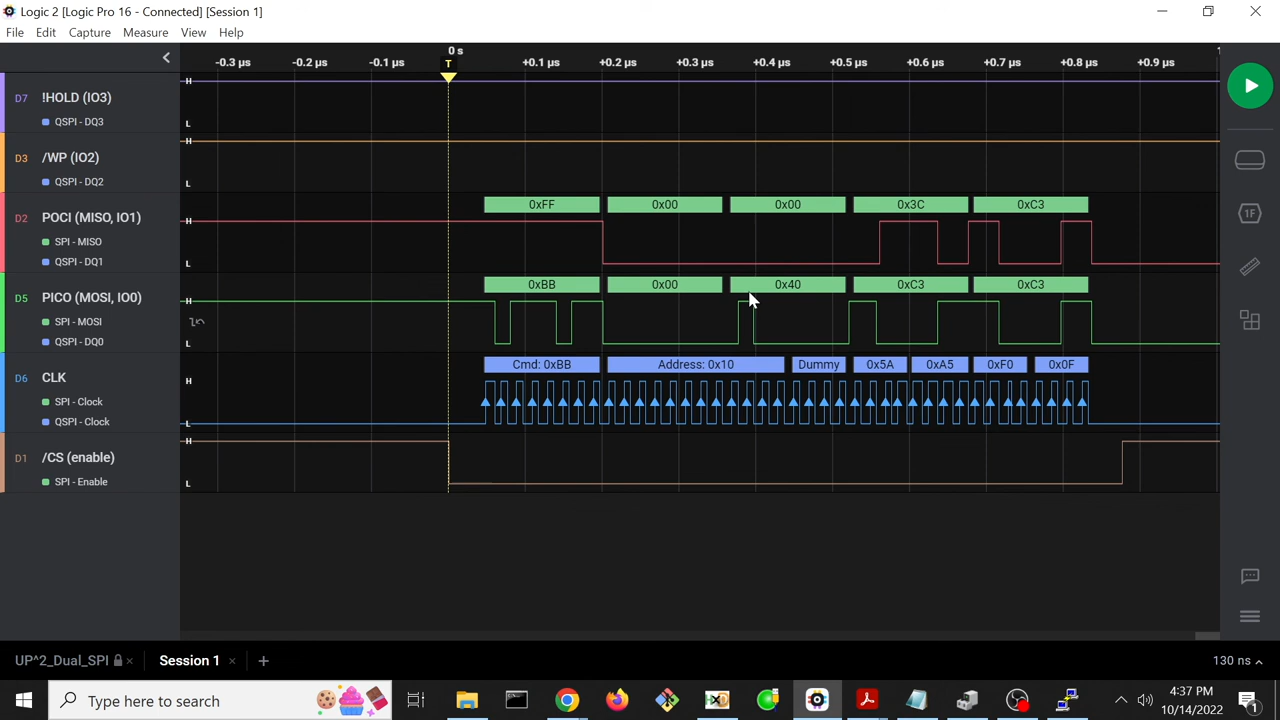 Logic 2 [Logic Pro 16 - Connected] [Session 1]
File Edit Capture Measure View Help
0 s
-0.3 µs -0.2 µs -0.1 µs T +0.1 µs +0.2 µs +0.3 µs +0.4 µs +0.5 µs +0.6 µs +0.7 µs +0.8 µs +0.9 µs
D7 !HOLD (IO3) H
QSPI - DQ3 L
D3 /WP (IO2) H
QSPI - DQ2 L
0xFF 0x00 0x00 0x3C 0xC3
D2 POCI (MISO, IO1) H
SPI - MISO
QSPI - DQ1 L
0xBB 0x00 0x40 0xC3 0xC3
D5 PICO (MOSI, IO0) H
SPI - MOSI
QSPI - DQ0 L
Cmd: 0xBB Address: 0x10 Dummy 0x5A 0xA5 0xF0 0x0F
D6 CLK H
SPI - Clock
QSPI - Clock L
D1 /CS (enable) H
SPI - Enable L
1F
UP^2_Dual_SPI × Session 1 × + 130 ns
Type here to search
4:37 PM
10/14/2022
1